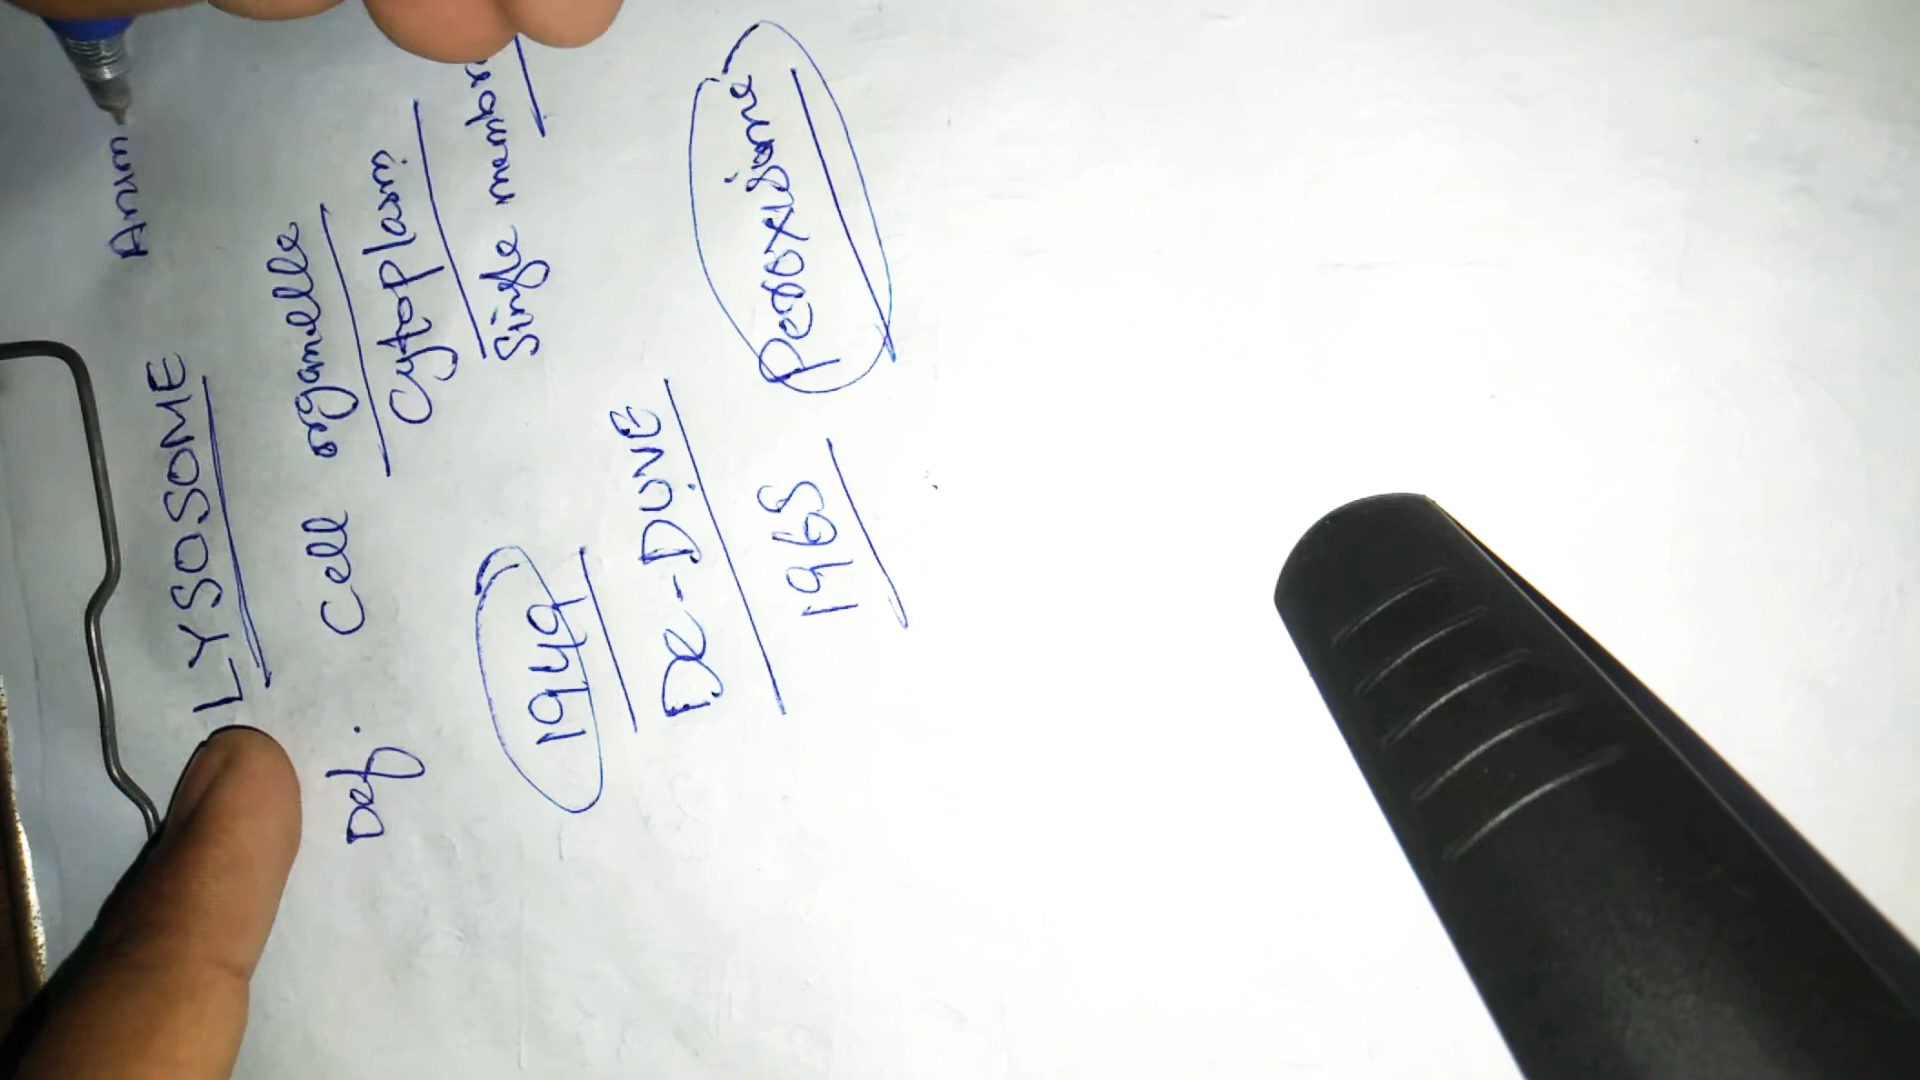 Anim
LYSOSOME
Def. Cell organelle
Cytoplasm
Single membr
1949
De-DUVE
1965 Peroxisome